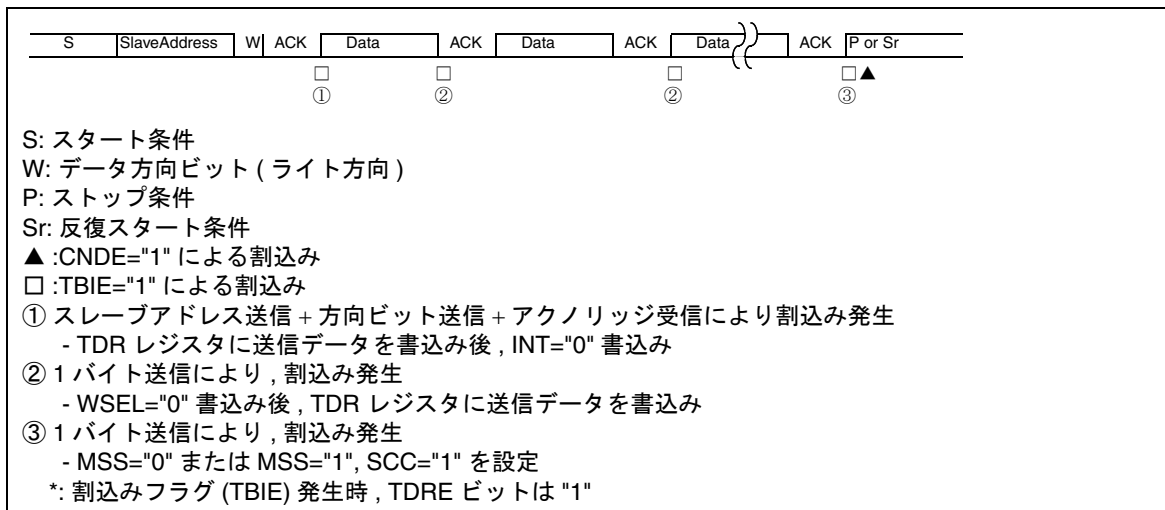 S SlaveAddress W ACK Data ACK Data ACK Data ACK P or Sr
□ □ □ □▲
① ② ② ③
S: スタート条件
W: データ方向ビット ( ライト方向 )
P: ストップ条件
Sr: 反復スタート条件
▲ :CNDE="1" による割込み
□ :TBIE="1" による割込み
① スレーブアドレス送信 + 方向ビット送信 + アクノリッジ受信により割込み発生
- TDR レジスタに送信データを書込み後 , INT="0" 書込み
② 1 バイト送信により , 割込み発生
- WSEL="0" 書込み後 , TDR レジスタに送信データを書込み
③ 1 バイト送信により , 割込み発生
- MSS="0" または MSS="1", SCC="1" を設定
*: 割込みフラグ (TBIE) 発生時 , TDRE ビットは "1"